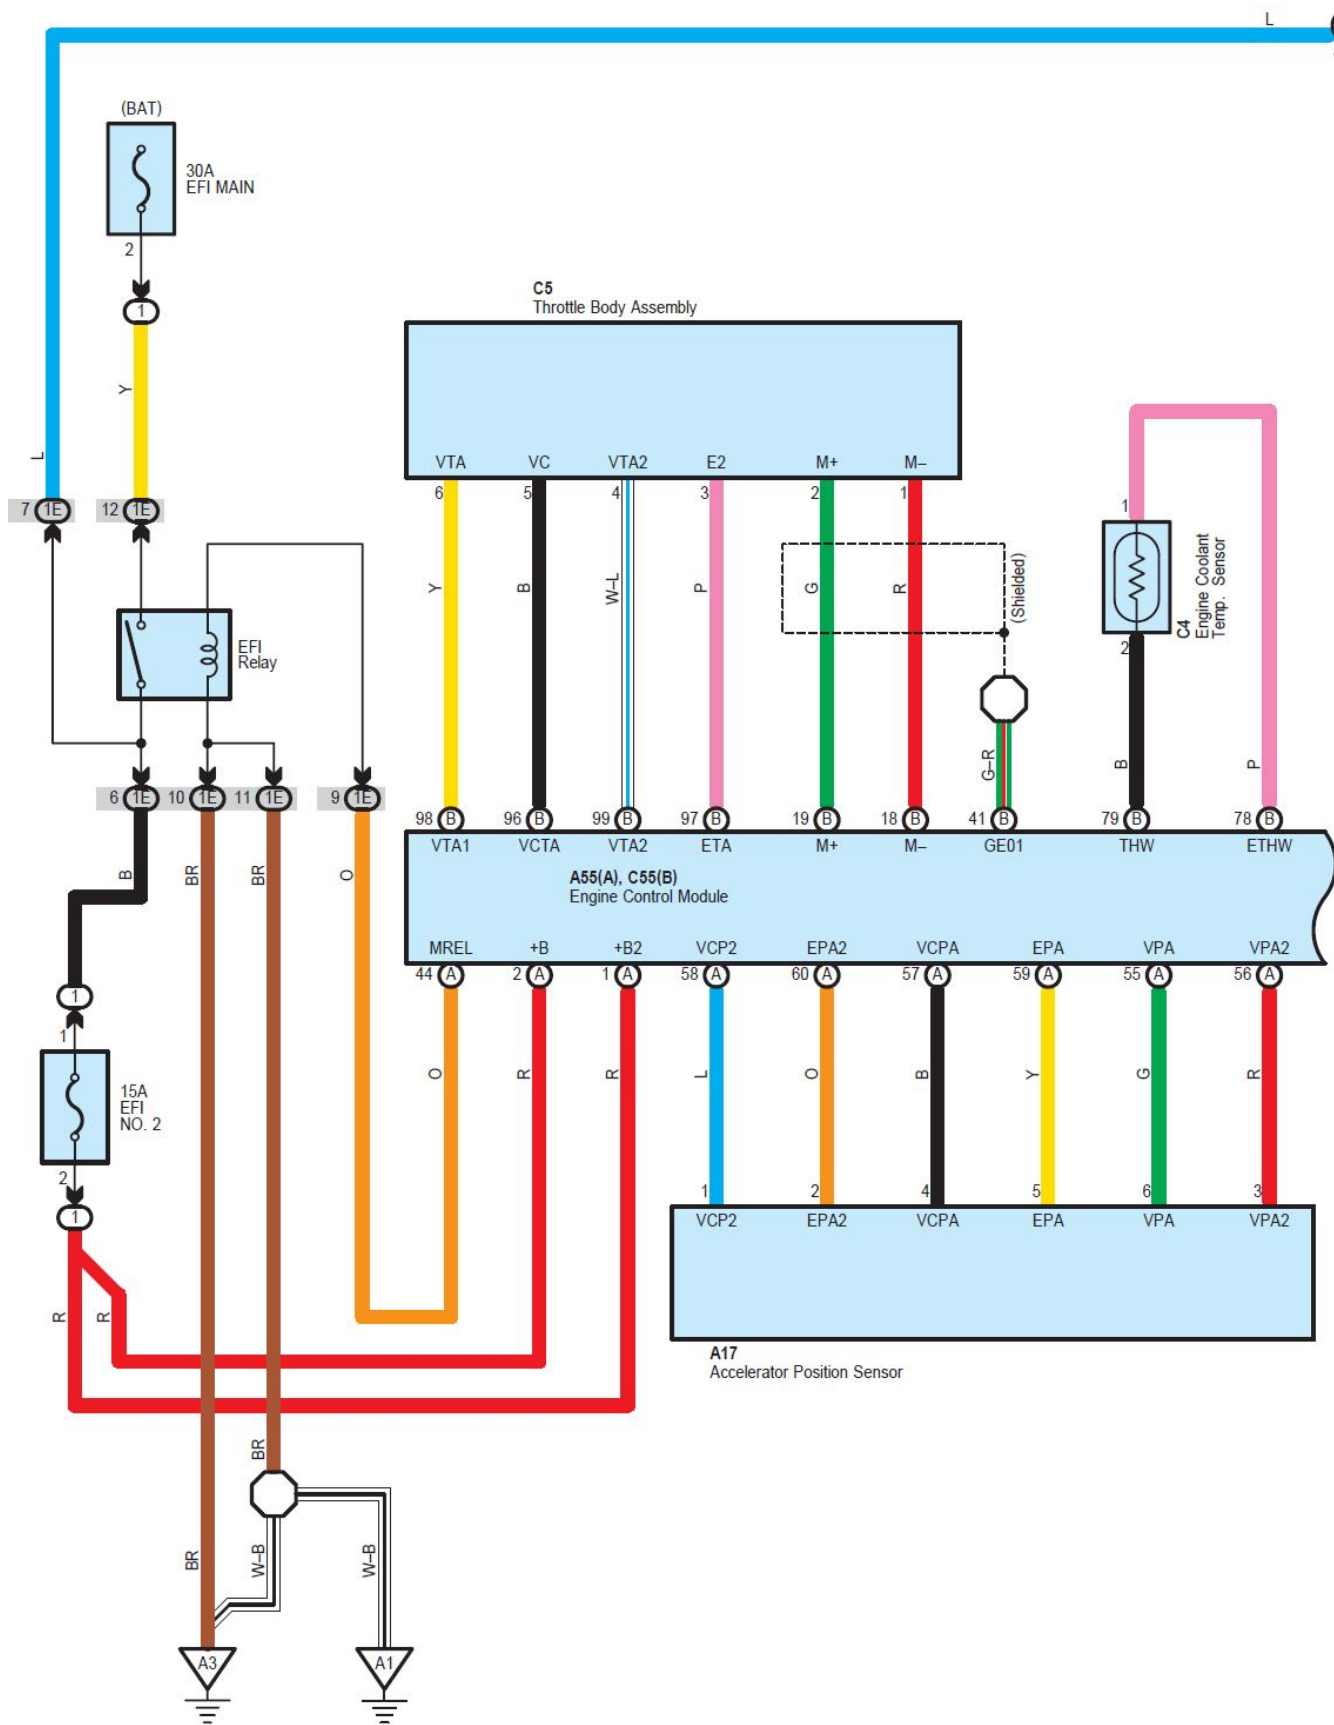 L
(BAT)
30A
EFI MAIN
2
1
Y
L
7 1E
12 1E
C5
Throttle Body Assembly
VTA VC VTA2 E2 M+ M–
6 5 4 3 2 1
Y B W–L P G R
(Shielded)
G–R
1
C4
Engine Coolant
Temp. Sensor
2
B P
EFI
Relay
6 1E 10 1E 11 1E 9 1E
98 B 96 B 99 B 97 B 19 B 18 B 41 B 79 B 78 B
VTA1 VCTA VTA2 ETA M+ M– GE01 THW ETHW
A55(A), C55(B)
Engine Control Module
B BR BR O
MREL +B +B2 VCP2 EPA2 VCPA EPA VPA VPA2
44 A 2 A 1 A 58 A 60 A 57 A 59 A 55 A 56 A
1
1
15A
EFI
NO. 2
2
1
O R R L O B Y G R
1 2 4 5 6 3
VCP2 EPA2 VCPA EPA VPA VPA2
A17
Accelerator Position Sensor
R R
BR
BR W–B W–B
A3 A1